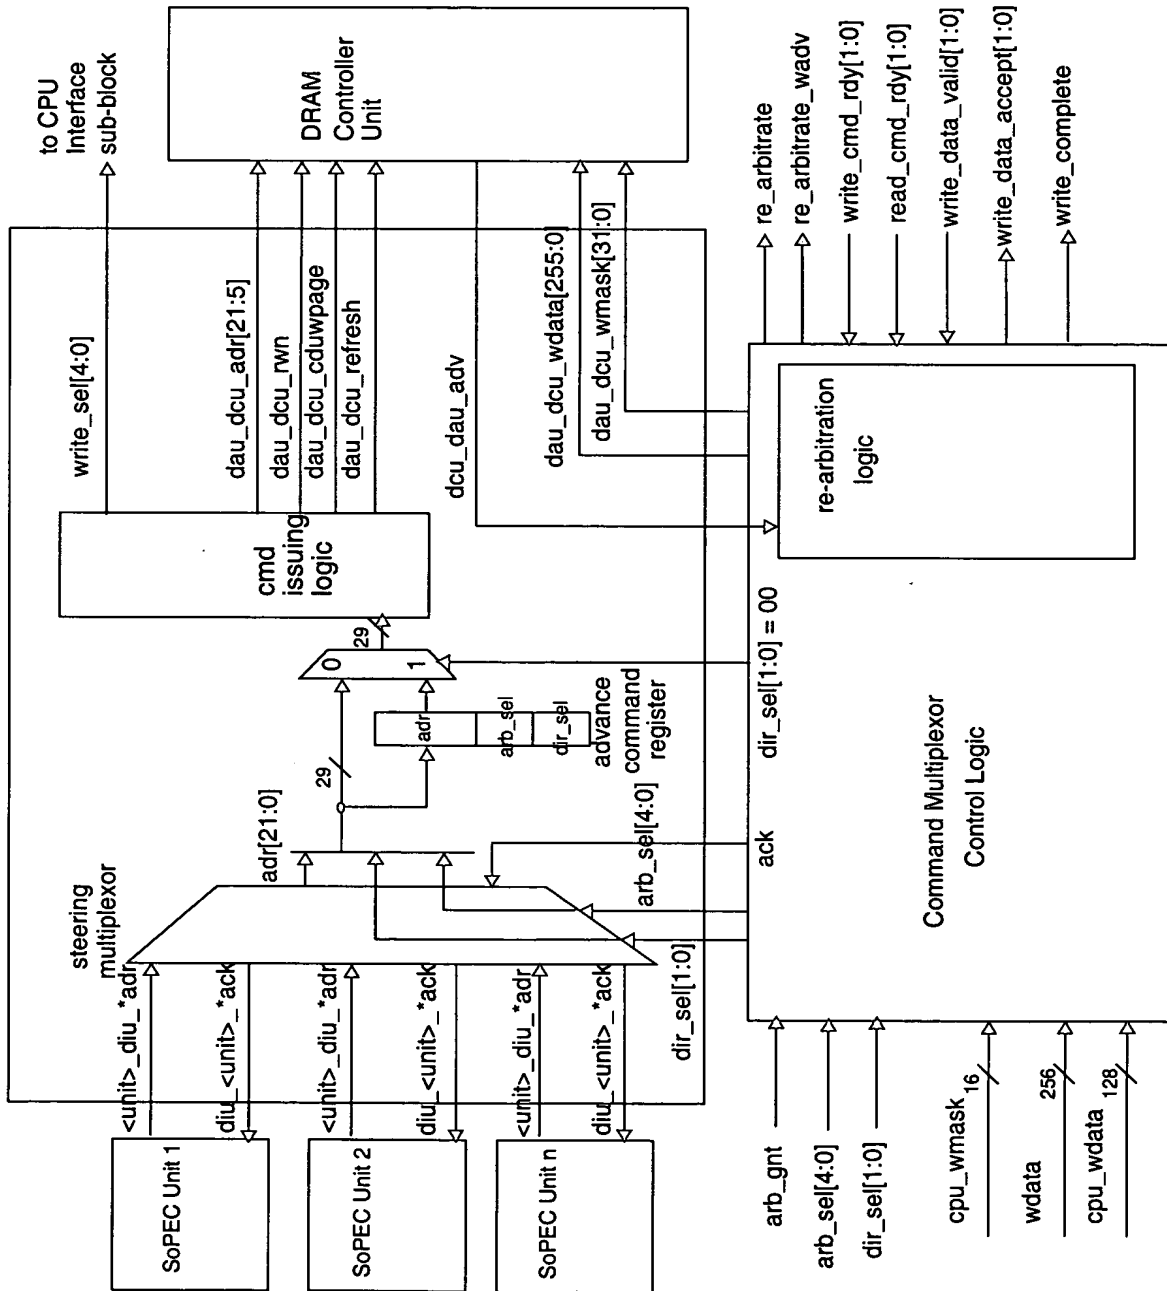 to CPU
Interface
sub-block
write_sel[4:0]
DRAM
Controller
Unit
dau_dcu_adr[21:5]
dau_dcu_rwn
dau_dcu_cduwpage
dau_dcu_refresh
dcu_dau_adv
dau_dcu_wdata[255:0]
dau_dcu_wmask[31:0]
cmd
issuing
logic
29
0
1
adr
arb_sel
dir_sel
advance
command
register
29
adr[21:0]
steering
multiplexor
<unit>_diu_*adr
diu_<unit>_*ack
<unit>_diu_*adr
diu_<unit>_*ack
<unit>_diu_*adr
diu_<unit>_*ack
SoPEC Unit 1
SoPEC Unit 2
SoPEC Unit n
dir_sel[1:0]
arb_sel[4:0]
ack
dir_sel[1:0] = 00
re_arbitrate
re_arbitrate_wadv
write_cmd_rdy[1:0]
read_cmd_rdy[1:0]
write_data_valid[1:0]
write_data_accept[1:0]
write_complete
re-arbitration
logic
Command Multiplexor
Control Logic
arb_gnt
arb_sel[4:0]
dir_sel[1:0]
cpu_wmask
16
wdata
256
cpu_wdata
128